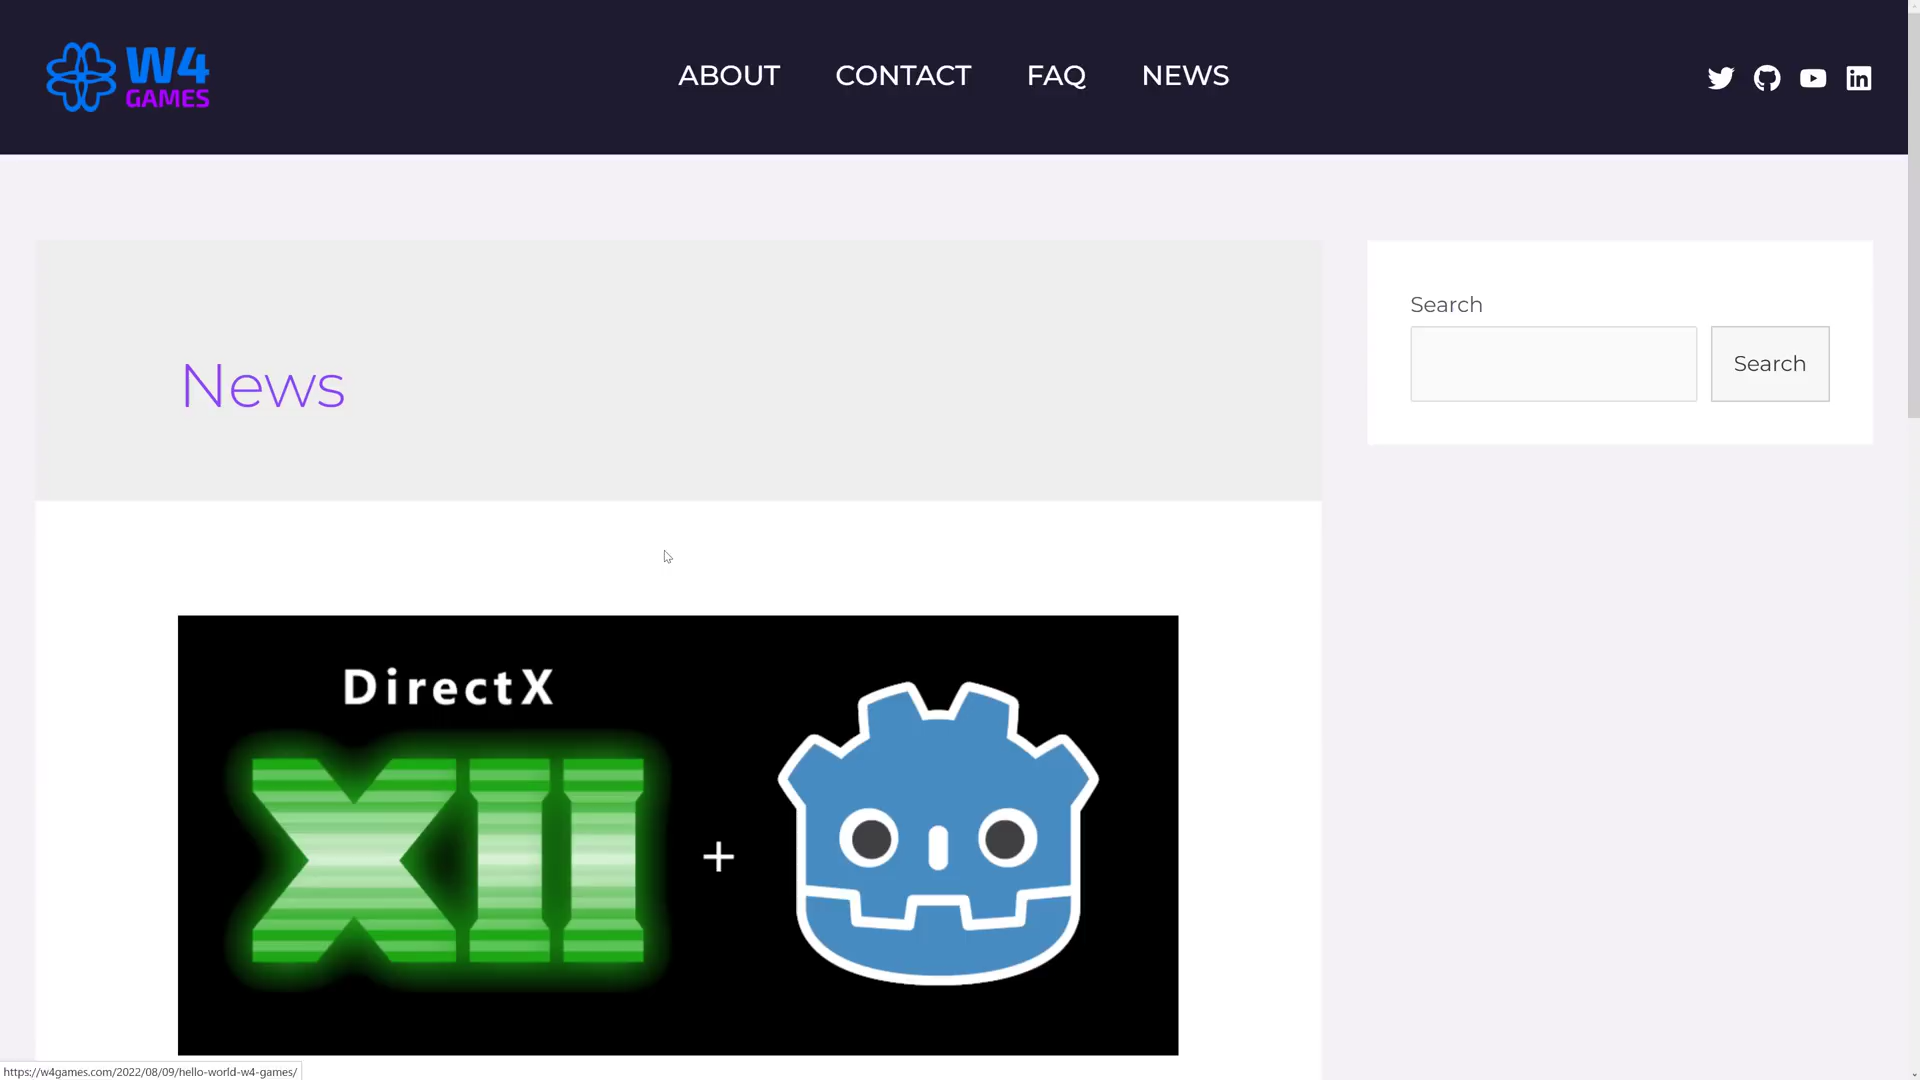 W4
GAMES
ABOUT
CONTACT
FAQ
NEWS
News
Search
Search
DirectX
XII
+
https://w4games.com/2022/08/09/hello-world-w4-games/